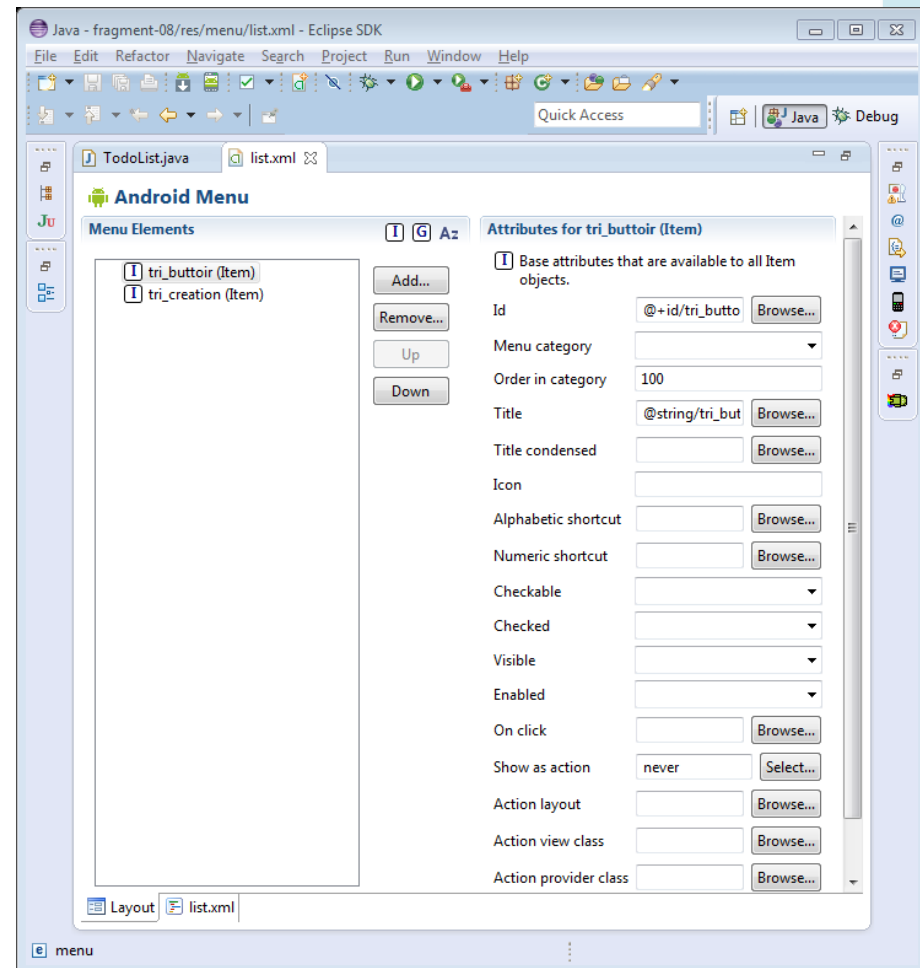 Java - fragment-08/res/menu/list.xml - Eclipse SDK
File Edit Refactor Navigate Search Project Run Window Help
Quick Access Java Debug
TodoList.java list.xml
Android Menu
Menu Elements
I G Az
I tri_buttoir (Item)
I tri_creation (Item)
Add...
Remove...
Up
Down
Attributes for tri_buttoir (Item)
I Base attributes that are available to all Item
objects.
Id @+id/tri_butto Browse...
Menu category
Order in category 100
Title @string/tri_but Browse...
Title condensed Browse...
Icon
Alphabetic shortcut Browse...
Numeric shortcut Browse...
Checkable
Checked
Visible
Enabled
On click Browse...
Show as action never Select...
Action layout Browse...
Action view class Browse...
Action provider class Browse...
Layout list.xml
e menu
Ju
@